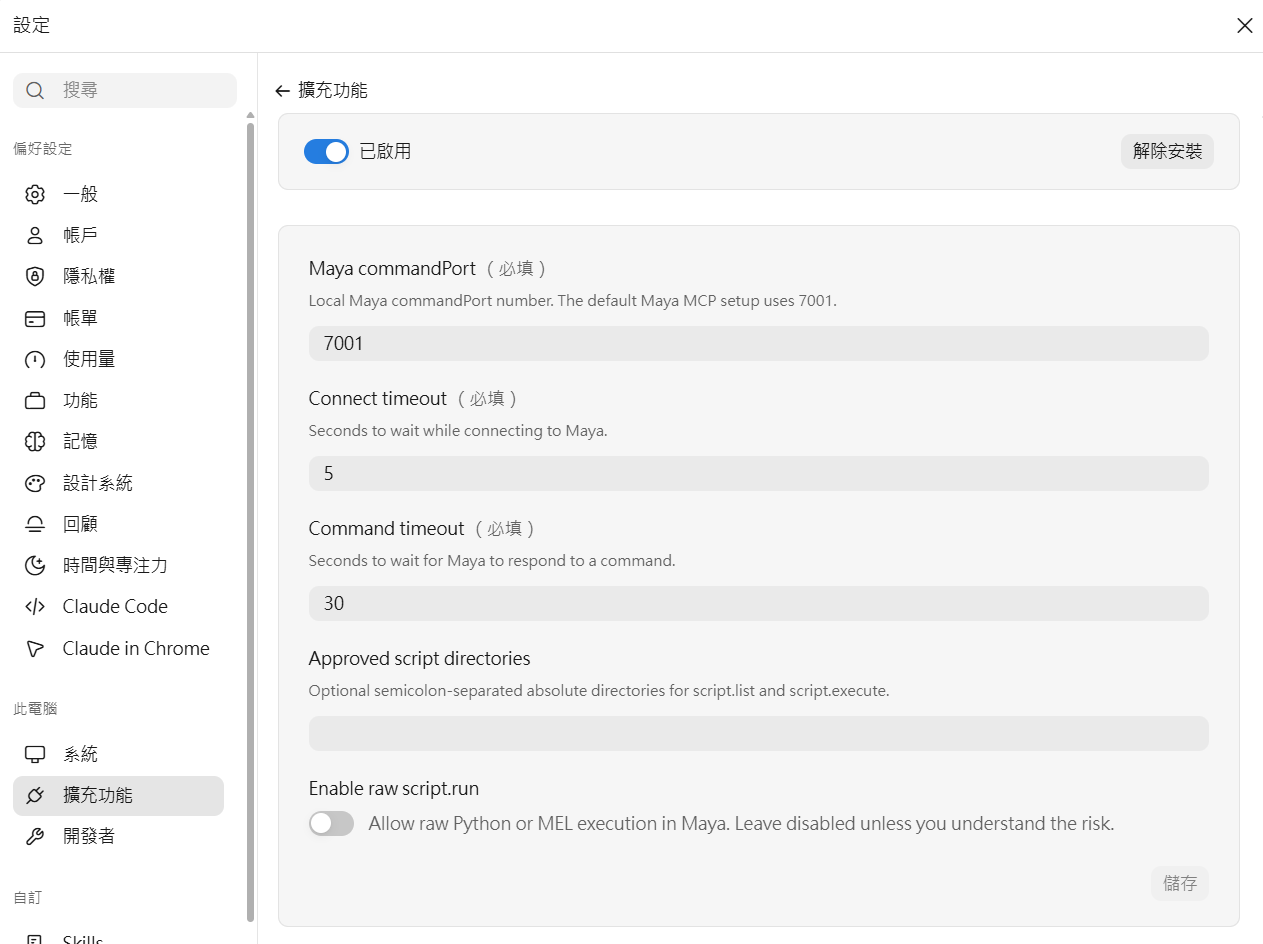 設定
搜尋
偏好設定
一般
帳戶
隱私權
帳單
使用量
功能
記憶
設計系統
回顧
時間與專注力
Claude Code
Claude in Chrome
此電腦
系統
擴充功能
開發者
自訂
Skills
擴充功能
已啟用
解除安裝
Maya commandPort （必填）
Local Maya commandPort number. The default Maya MCP setup uses 7001.
7001
Connect timeout （必填）
Seconds to wait while connecting to Maya.
5
Command timeout （必填）
Seconds to wait for Maya to respond to a command.
30
Approved script directories
Optional semicolon-separated absolute directories for script.list and script.execute.
Enable raw script.run
Allow raw Python or MEL execution in Maya. Leave disabled unless you understand the risk.
儲存